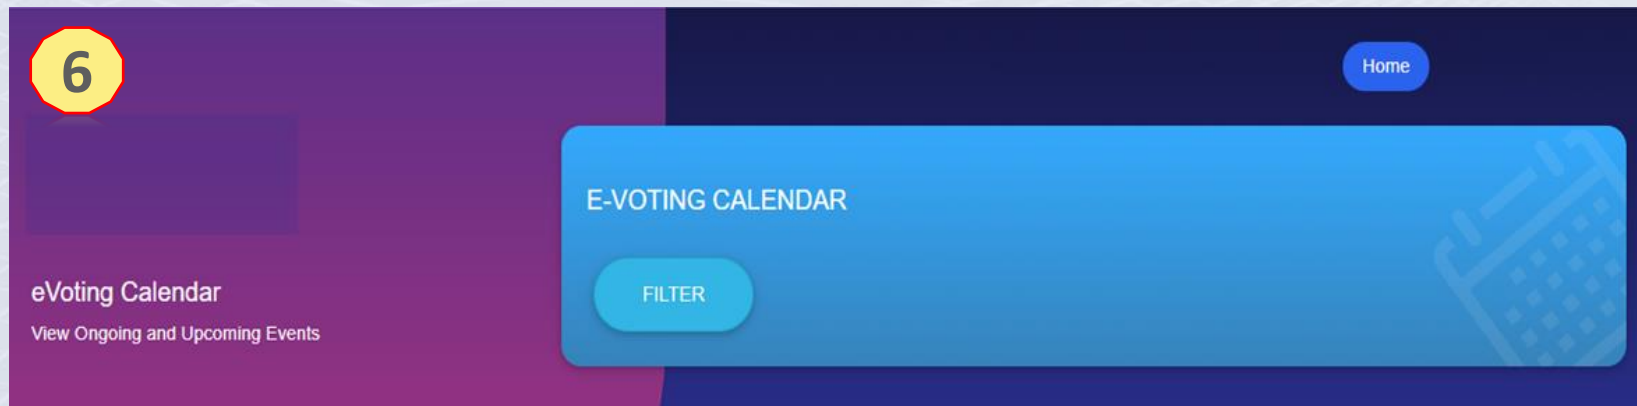 6
Home
E-VOTING CALENDAR
FILTER
eVoting Calendar
View Ongoing and Upcoming Events